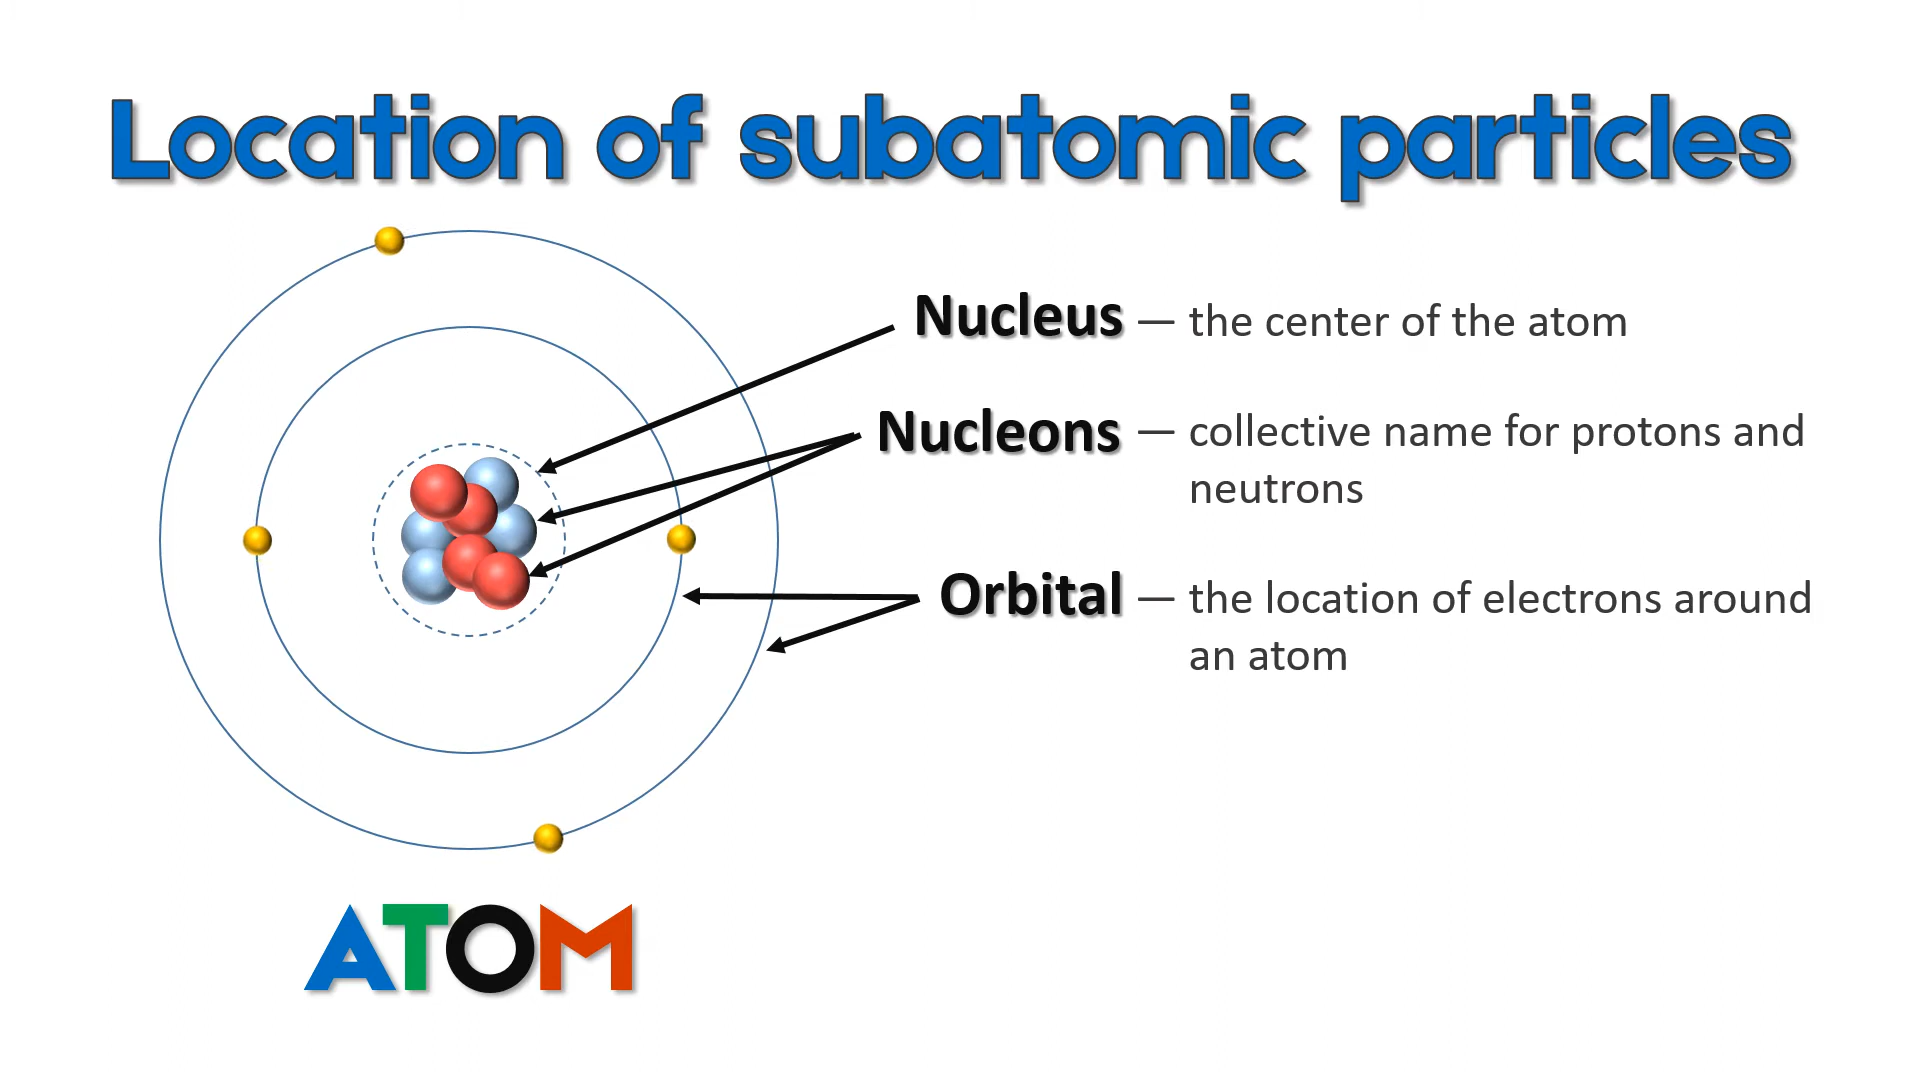 Location of subatomic particles
Nucleus — the center of the atom
Nucleons — collective name for protons and
neutrons
Orbital — the location of electrons around
an atom
ATOM